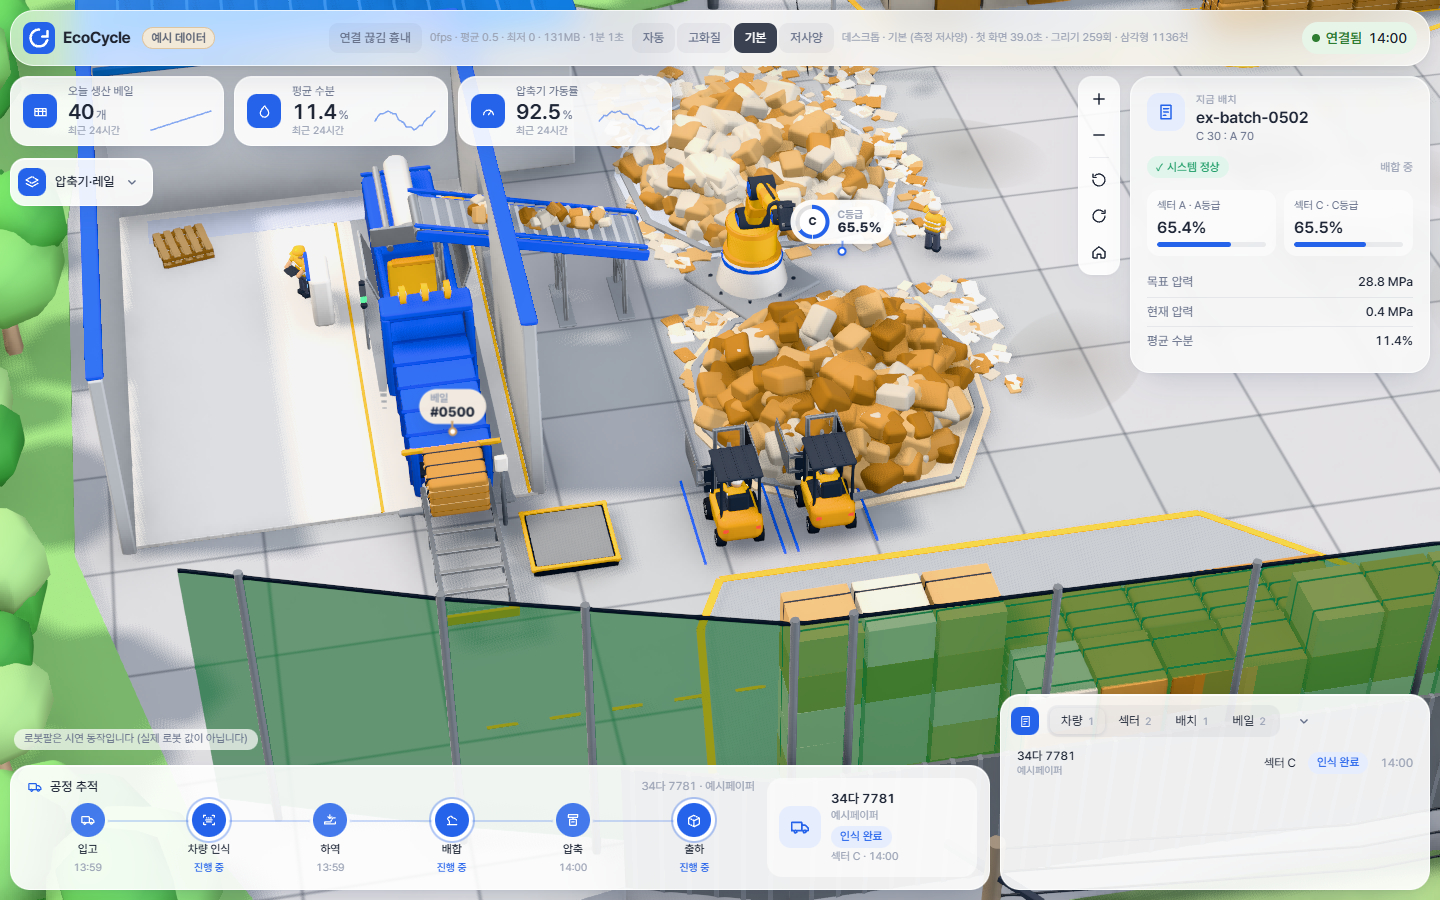 EcoCycle
예시 데이터
연결 끊김 흉내
0fps · 평균 0.5 · 최저 0 · 131MB · 1분 1초
자동
고화질
기본
저사양
데스크톱 · 기본 (측정 저사양) · 첫 화면 39.0초 · 그리기 259회 · 삼각형 1136천
연결됨 14:00
오늘 생산 베일
40개
최근 24시간
평균 수분
11.4%
최근 24시간
압축기 가동률
92.5%
최근 24시간
압축기·레일
C
C등급
65.5%
베일
#0500
지금 배치
ex-batch-0502
C 30 : A 70
✓ 시스템 정상
배합 중
섹터 A · A등급
65.4%
섹터 C · C등급
65.5%
목표 압력 28.8 MPa
현재 압력 0.4 MPa
평균 수분 11.4%
로봇팔은 시연 동작입니다 (실제 로봇 값이 아닙니다)
공정 추적
34다 7781 · 예시페이퍼
입고
13:59
차량 인식
진행 중
하역
13:59
배합
진행 중
압축
14:00
출하
진행 중
34다 7781
예시페이퍼
인식 완료
섹터 C · 14:00
차량 1
섹터 2
배치 1
베일 2
34다 7781
예시페이퍼
섹터 C
인식 완료
14:00